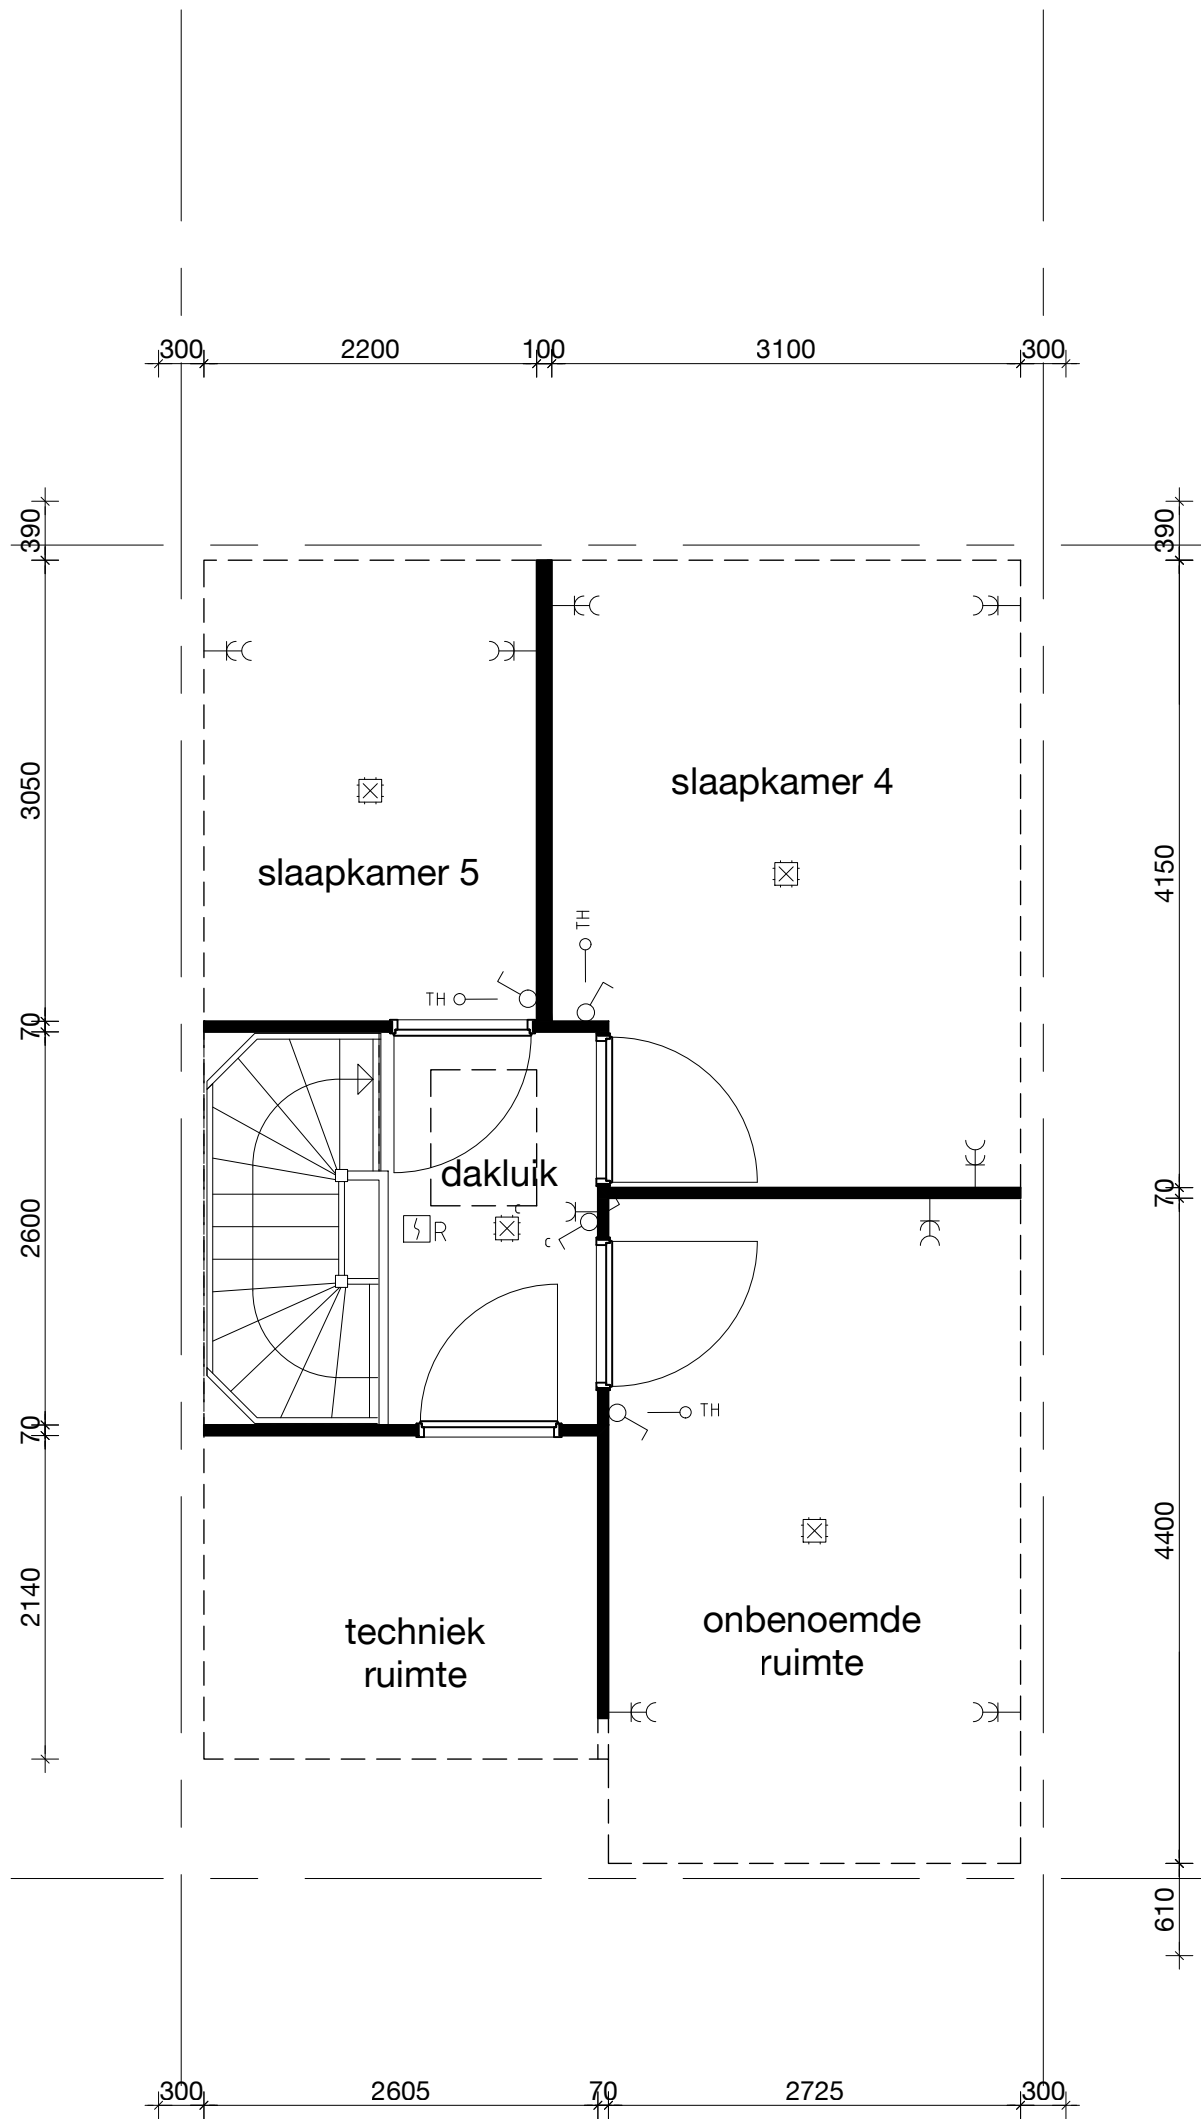 300 2200 100 3100 300
390
390
slaapkamer 4
3050
4150
slaapkamer 5
TH
TH
70
dakluik
70
c
R
c
2600
TH
70
4400
2140
techniek
ruimte
onbenoemde
ruimte
610
300 2605 70 2725 300